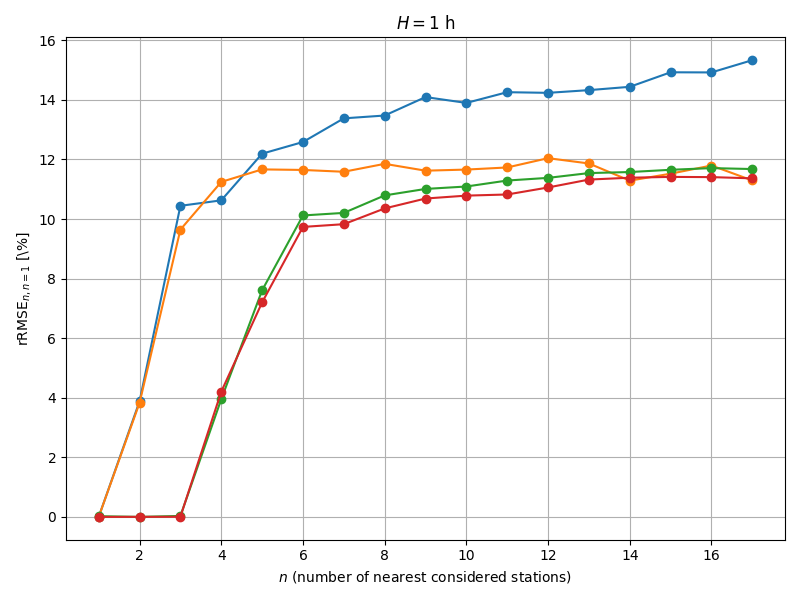 H = 1 h
16
14
12
10
8
6
4
2
0
rRMSE_{n,n=1} [\%]
2 4 6 8 10 12 14 16
n (number of nearest considered stations)